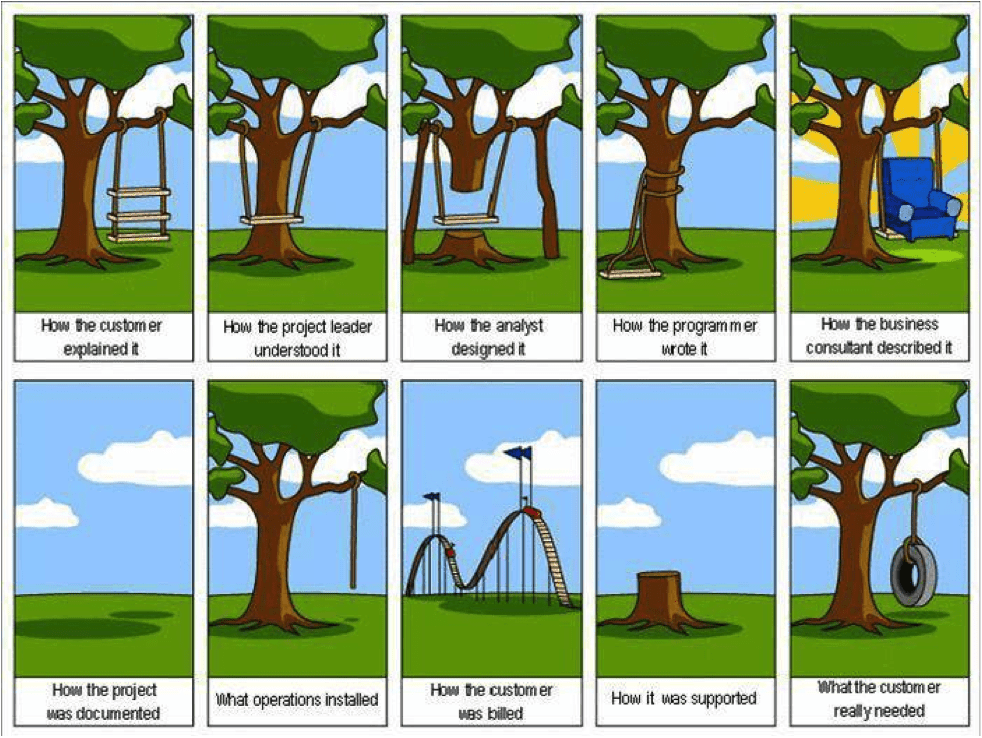 How the customer
explained it
How the project leader
understood it
How the analyst
designed it
How the programmer
wrote it
How the business
consultant described it
How the project
was documented
What operations installed
How the customer
was billed
How it was supported
What the customer
really needed